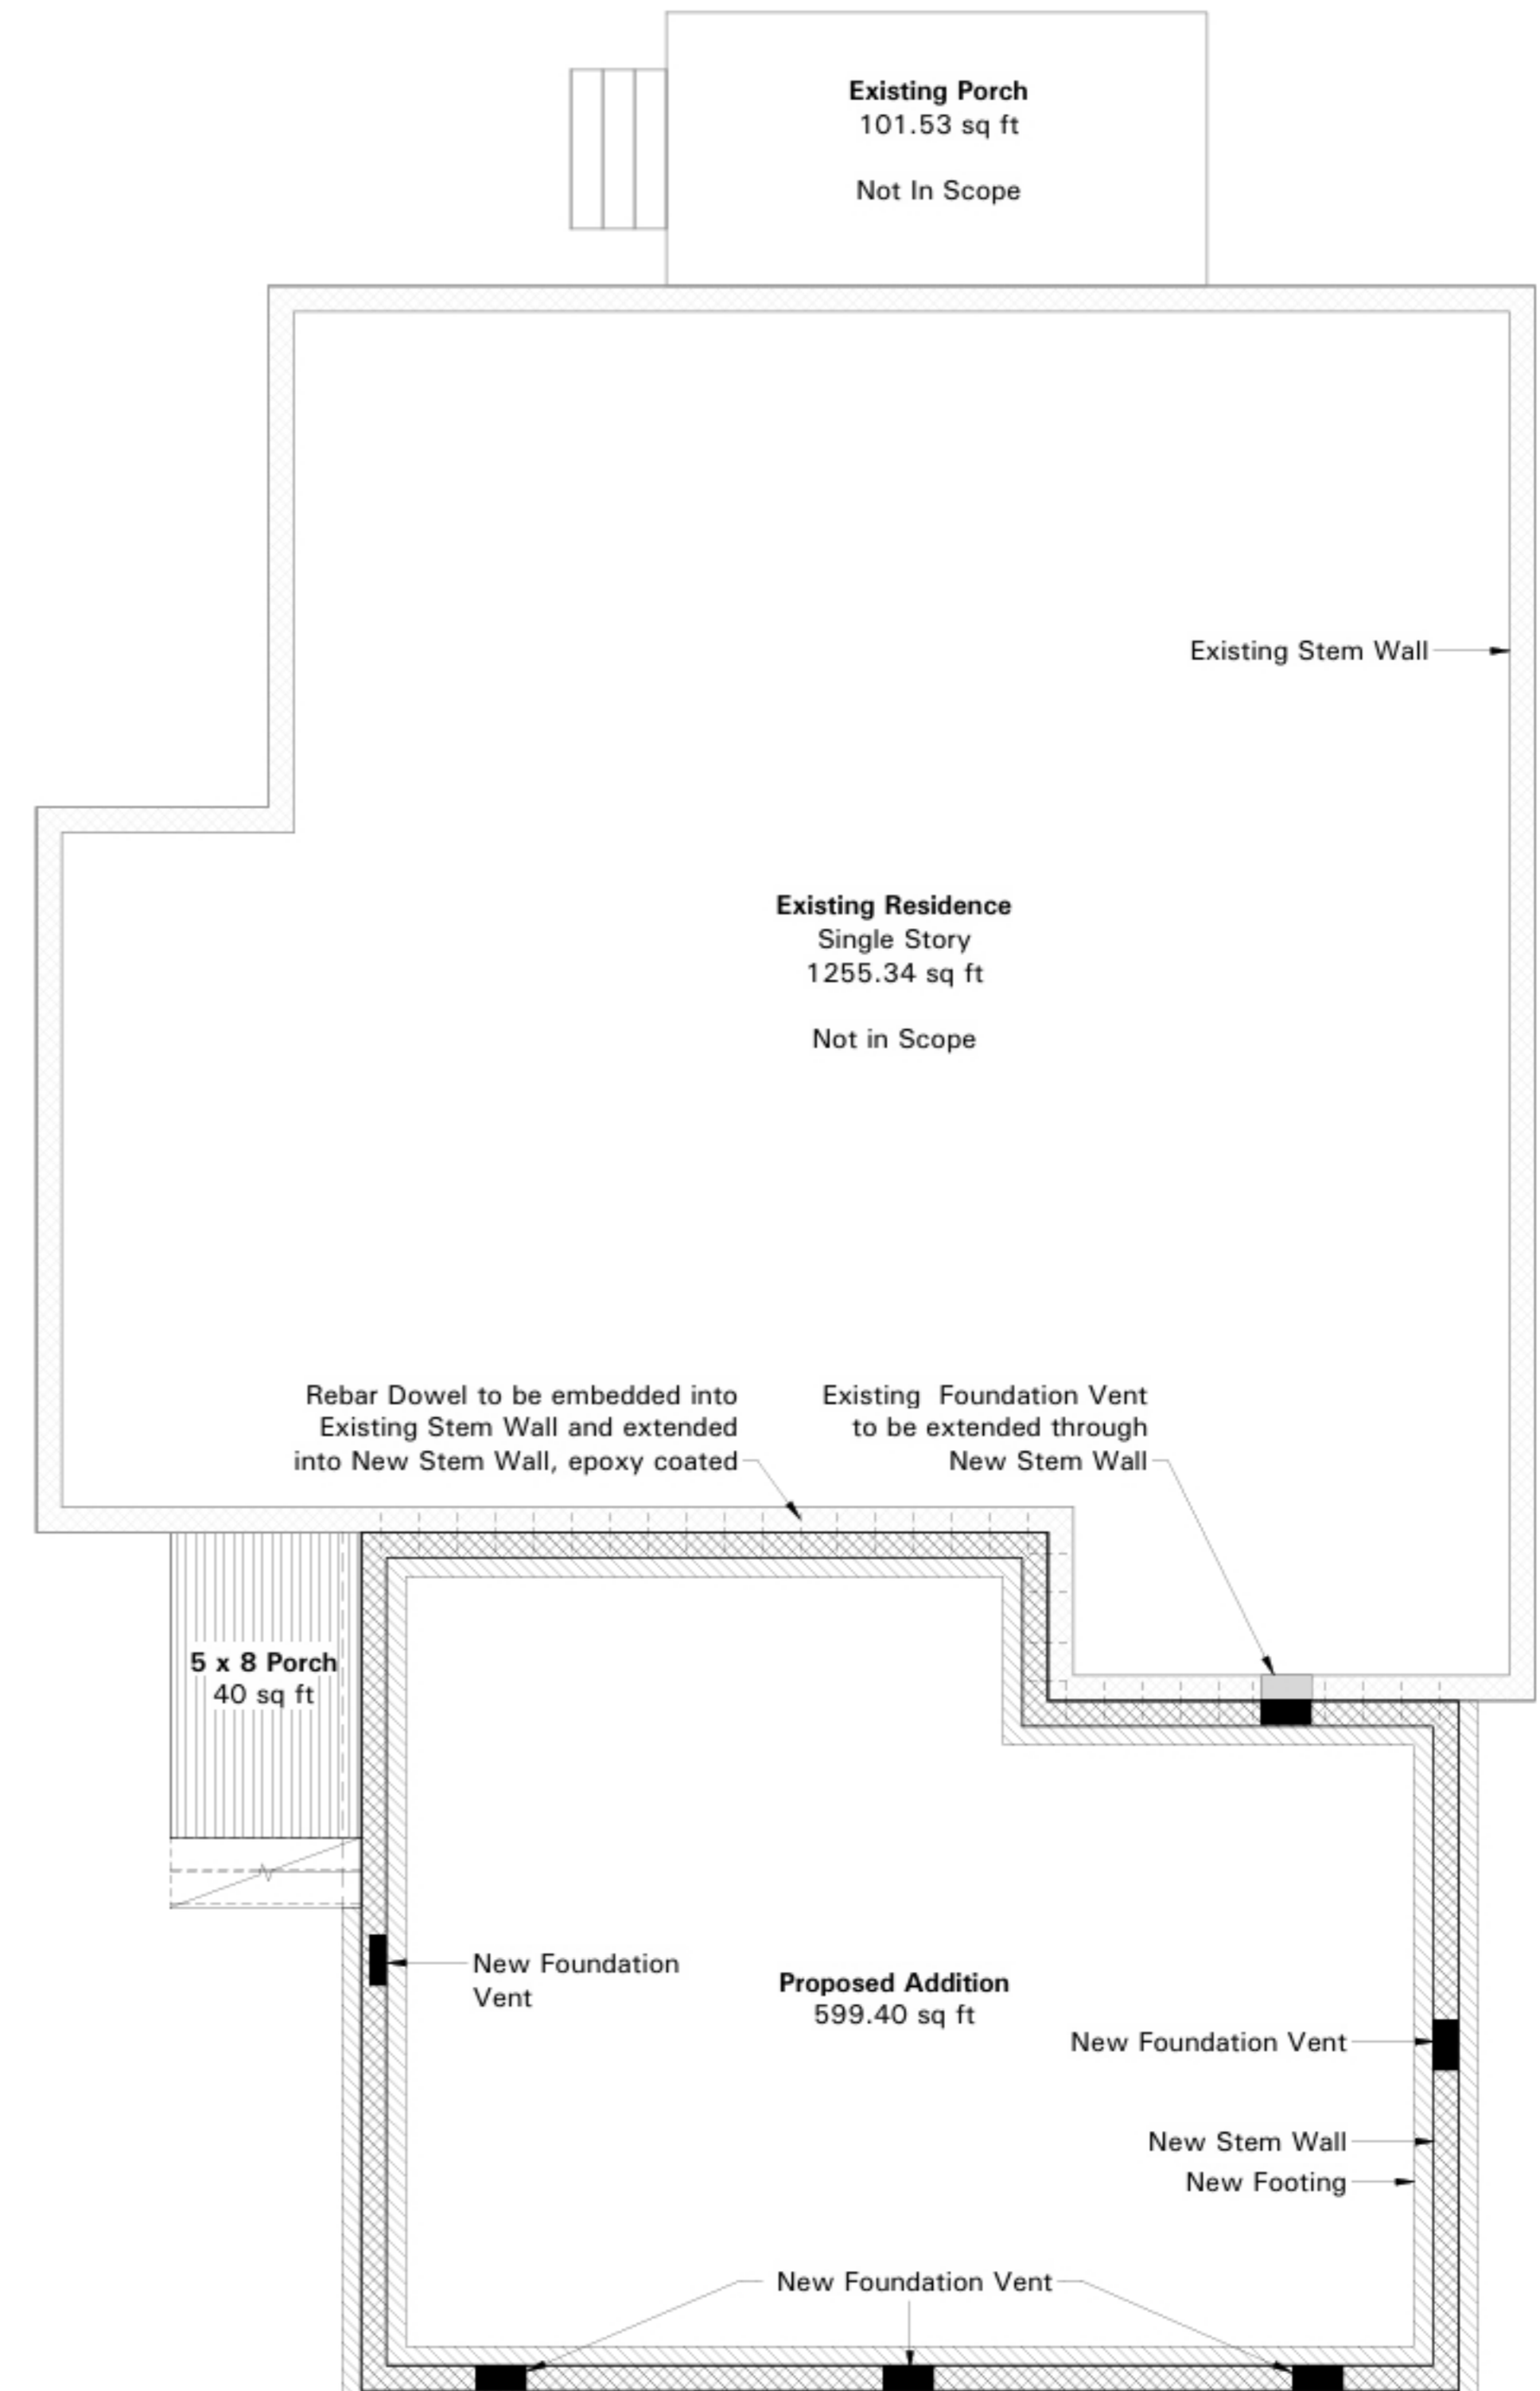 Existing Porch
101.53 sq ft
Not In Scope
Existing Stem Wall
Existing Residence
Single Story
1255.34 sq ft
Not in Scope
Rebar Dowel to be embedded into
Existing Stem Wall and extended
into New Stem Wall, epoxy coated
Existing Foundation Vent
to be extended through
New Stem Wall
5 x 8 Porch
40 sq ft
New Foundation
Vent
Proposed Addition
599.40 sq ft
New Foundation Vent
New Stem Wall
New Footing
New Foundation Vent